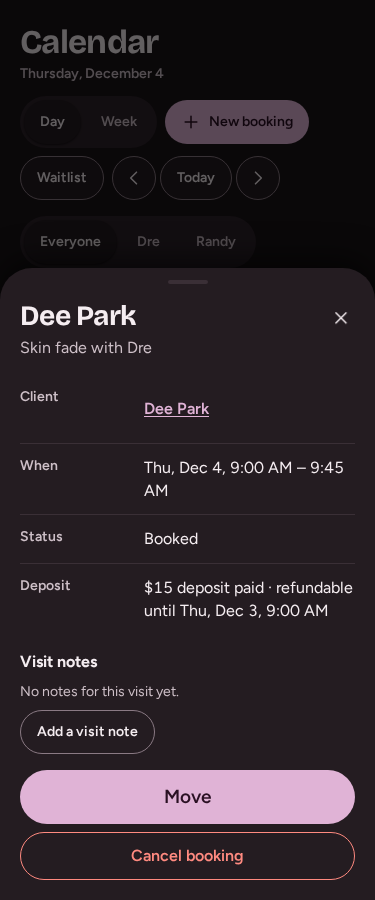 Calendar
Thursday, December 4
Day Week New booking
Waitlist Today
Everyone Dre Randy
Dee Park
Skin fade with Dre
Client
Dee Park
When
Thu, Dec 4, 9:00 AM – 9:45
AM
Status
Booked
Deposit
$15 deposit paid · refundable
until Thu, Dec 3, 9:00 AM
Visit notes
No notes for this visit yet.
Add a visit note
Move
Cancel booking